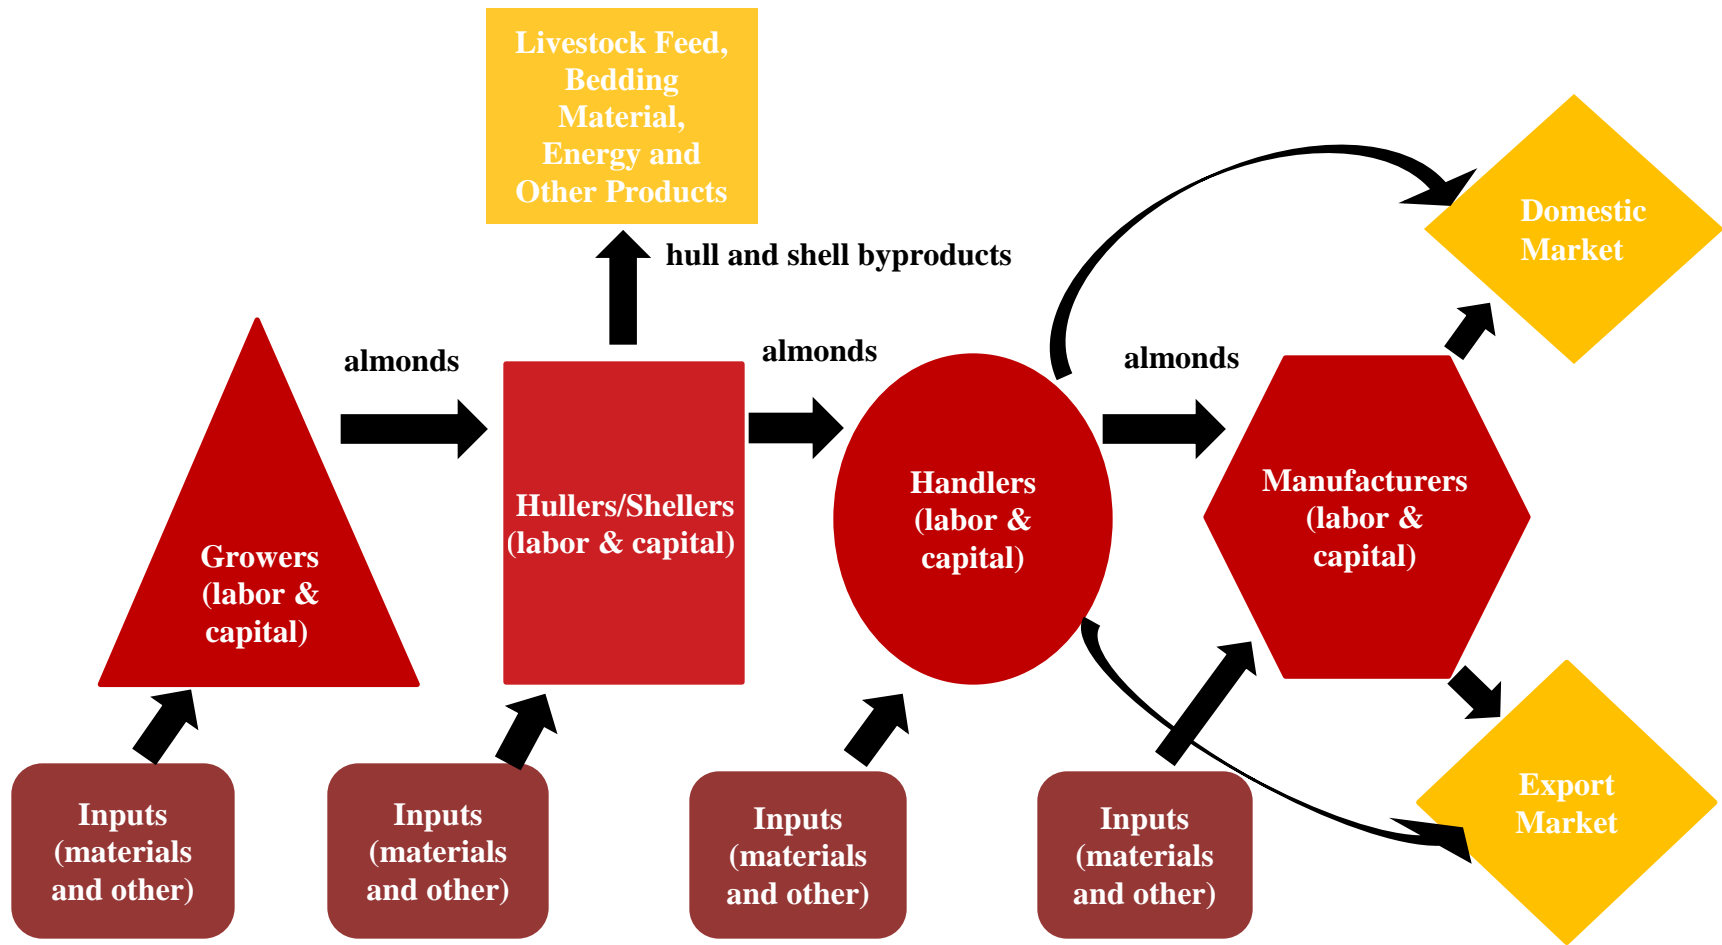 Livestock Feed,
Bedding
Material,
Energy and
Other Products
hull and shell byproducts
Domestic
Market
almonds
almonds
almonds
Growers
(labor &
capital)
Hullers/Shellers
(labor & capital)
Handlers
(labor &
capital)
Manufacturers
(labor &
capital)
Inputs
(materials
and other)
Inputs
(materials
and other)
Inputs
(materials
and other)
Inputs
(materials
and other)
Export
Market